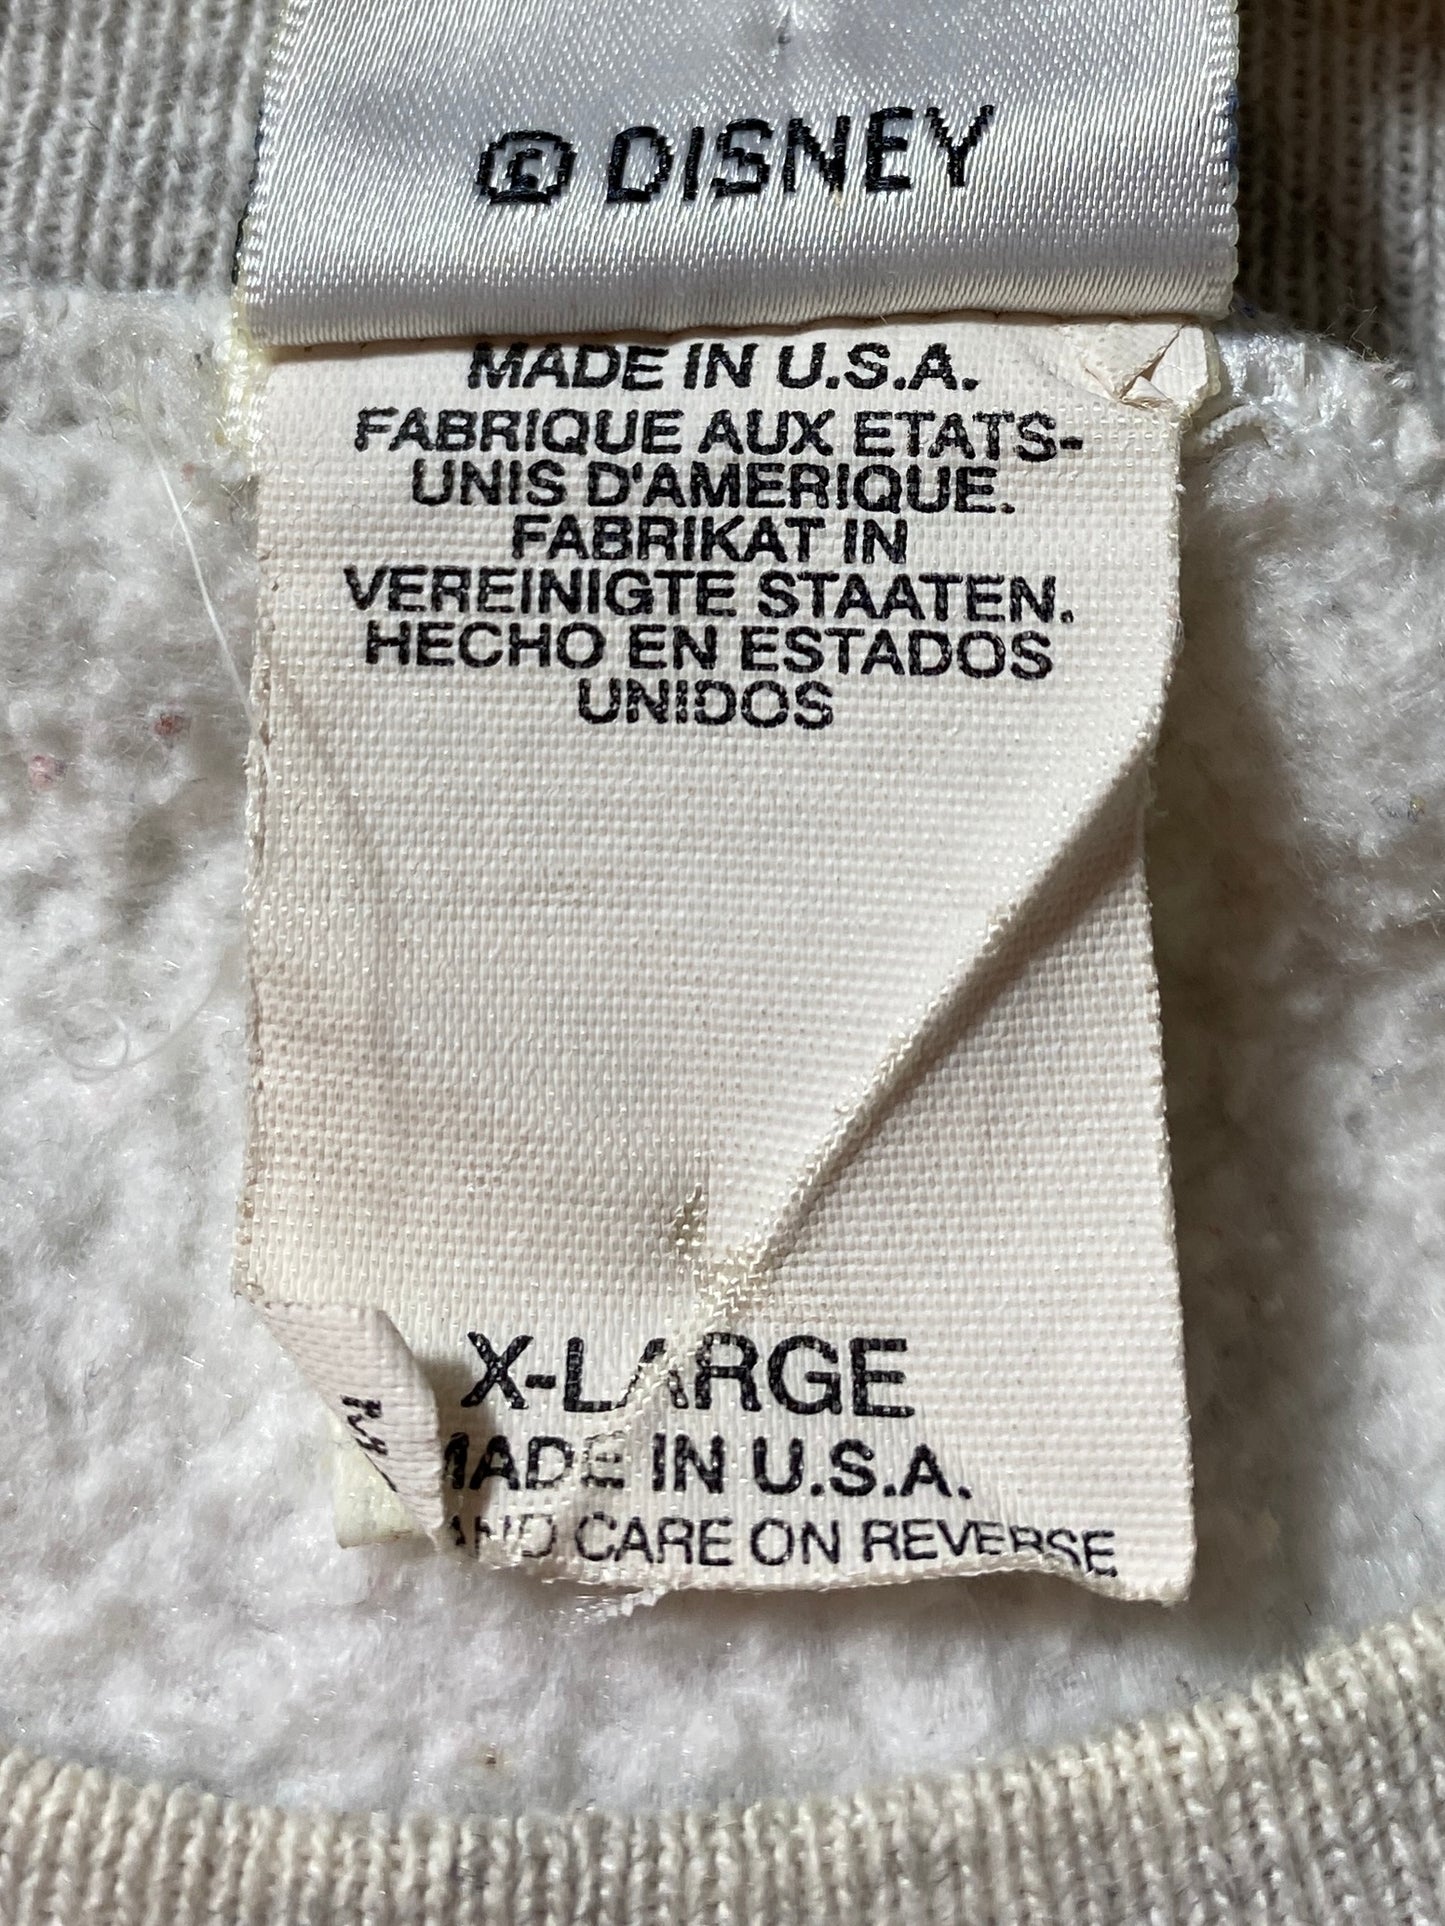 © DISNEY
MADE IN U.S.A.
FABRIQUE AUX ETATS-
UNIS D'AMERIQUE.
FABRIKAT IN
VEREINIGTE STAATEN.
HECHO EN ESTADOS
UNIDOS
X-LARGE
MADE IN U.S.A.
AND CARE ON REVERSE